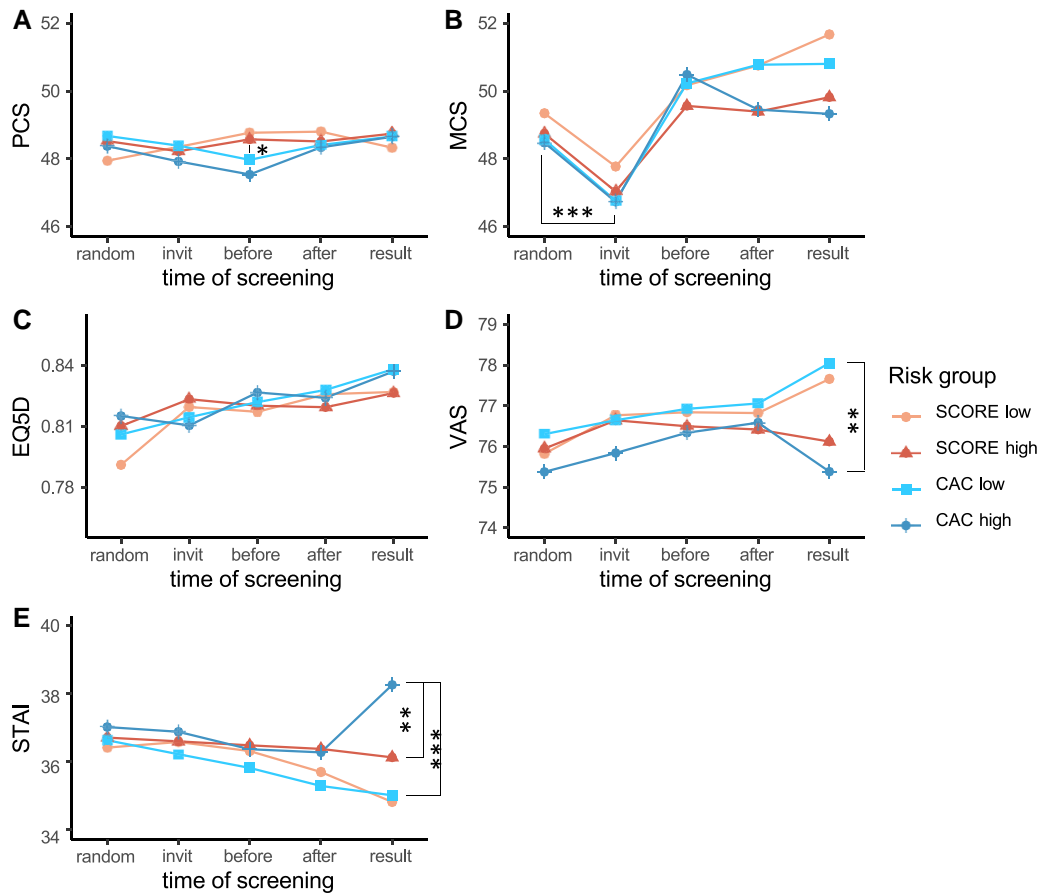 A
52
50
48
46
PCS
*
random invit before after result
time of screening
B
52
50
48
46
MCS
***
random invit before after result
time of screening
C
0.84
0.81
0.78
EQ5D
random invit before after result
time of screening
D
79
78
77
76
75
74
VAS
**
random invit before after result
time of screening
Risk group
SCORE low
SCORE high
CAC low
CAC high
E
40
38
36
34
STAI
**
***
random invit before after result
time of screening